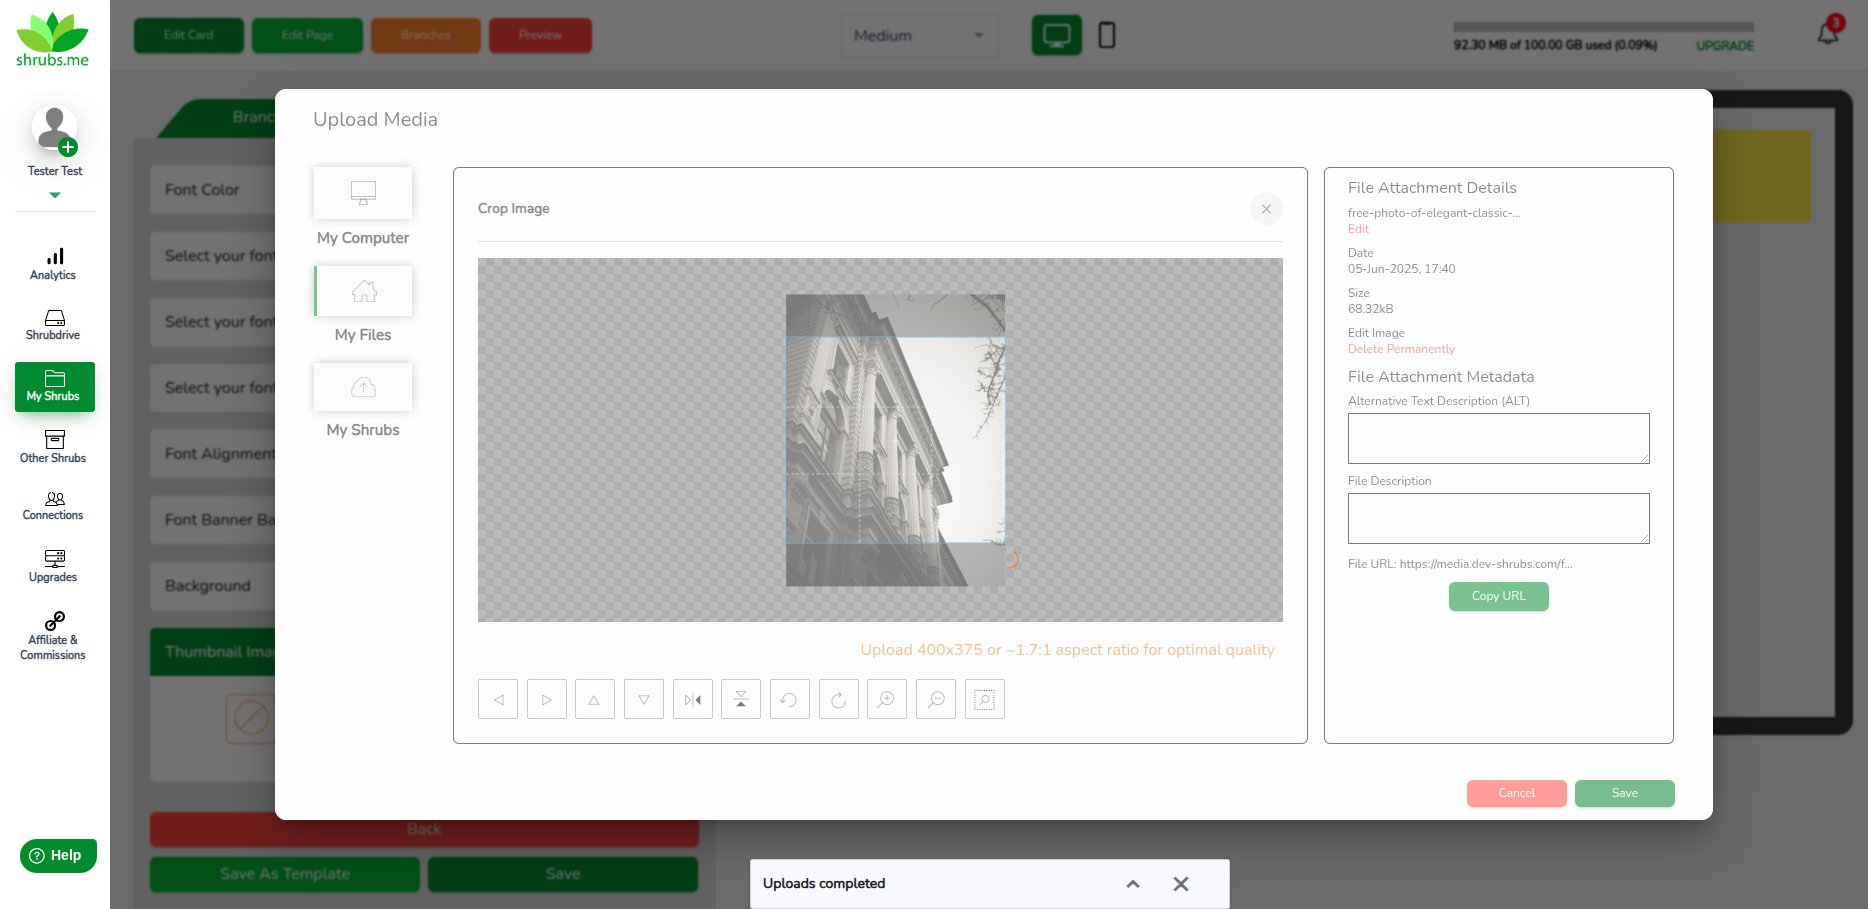 shrubs.me
Tester Test
Analytics
Shrubdrive
My Shrubs
Other Shrubs
Connections
Upgrades
Affiliate &
Commissions
Help
Edit Card
Edit Page
Branches
Preview
Medium
92.30 MB of 100.00 GB used (0.09%)
UPGRADE
3
Font Color
Select your
Select your
Select your
Font Alignment
Font Banner
Background
Thumbnail
Back
Save As Template
Save
Upload Media
My Computer
My Files
My Shrubs
Crop Image
Upload 400x375 or ~1.7:1 aspect ratio for optimal quality
File Attachment Details
free-photo-of-elegant-classic-...
Edit
Date
05-Jun-2025, 17:40
Size
68.32kB
Edit Image
Delete Permanently
File Attachment Metadata
Alternative Text Description (ALT)
File Description
File URL: https://media.dev-shrubs.com/f...
Copy URL
Cancel
Save
Uploads completed